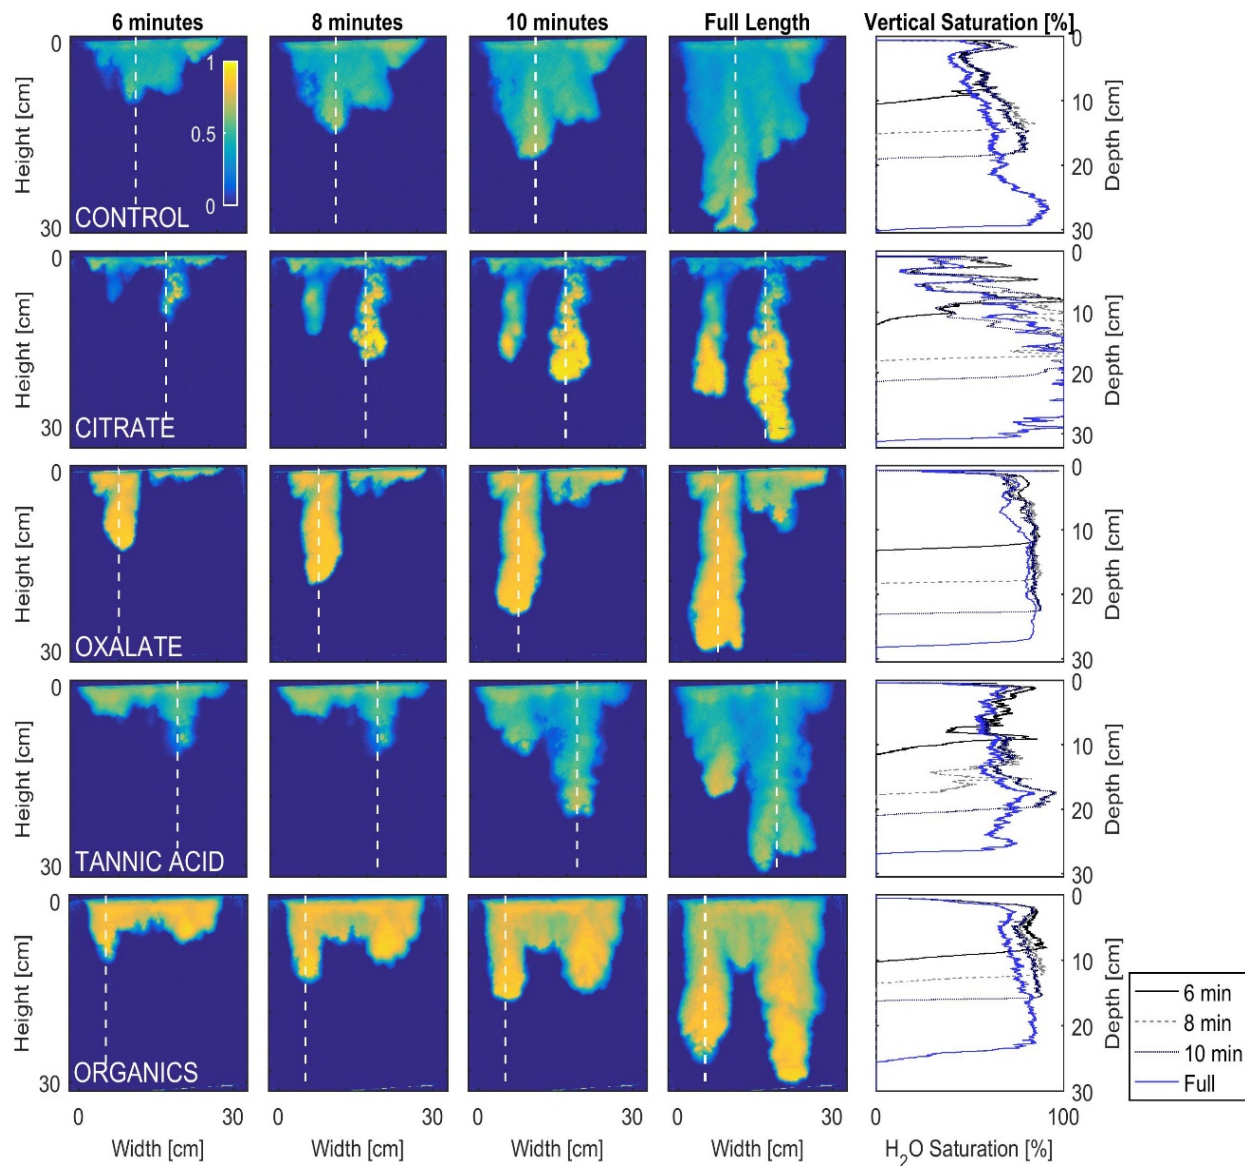 6 minutes 8 minutes 10 minutes Full Length Vertical Saturation [%]
0 Height [cm] 30 CONTROL 1 0.5 0 0 10 20 30 Depth [cm]
0 Height [cm] 30 CITRATE 0 10 20 30 Depth [cm]
0 Height [cm] 30 OXALATE 0 10 20 30 Depth [cm]
0 Height [cm] 30 TANNIC ACID 0 10 20 30 Depth [cm]
0 Height [cm] 30 ORGANICS 0 10 20 30 Depth [cm]
6 min
8 min
10 min
Full
0 30 0 30 0 30 0 30 0 100
Width [cm] Width [cm] Width [cm] Width [cm] H₂O Saturation [%]